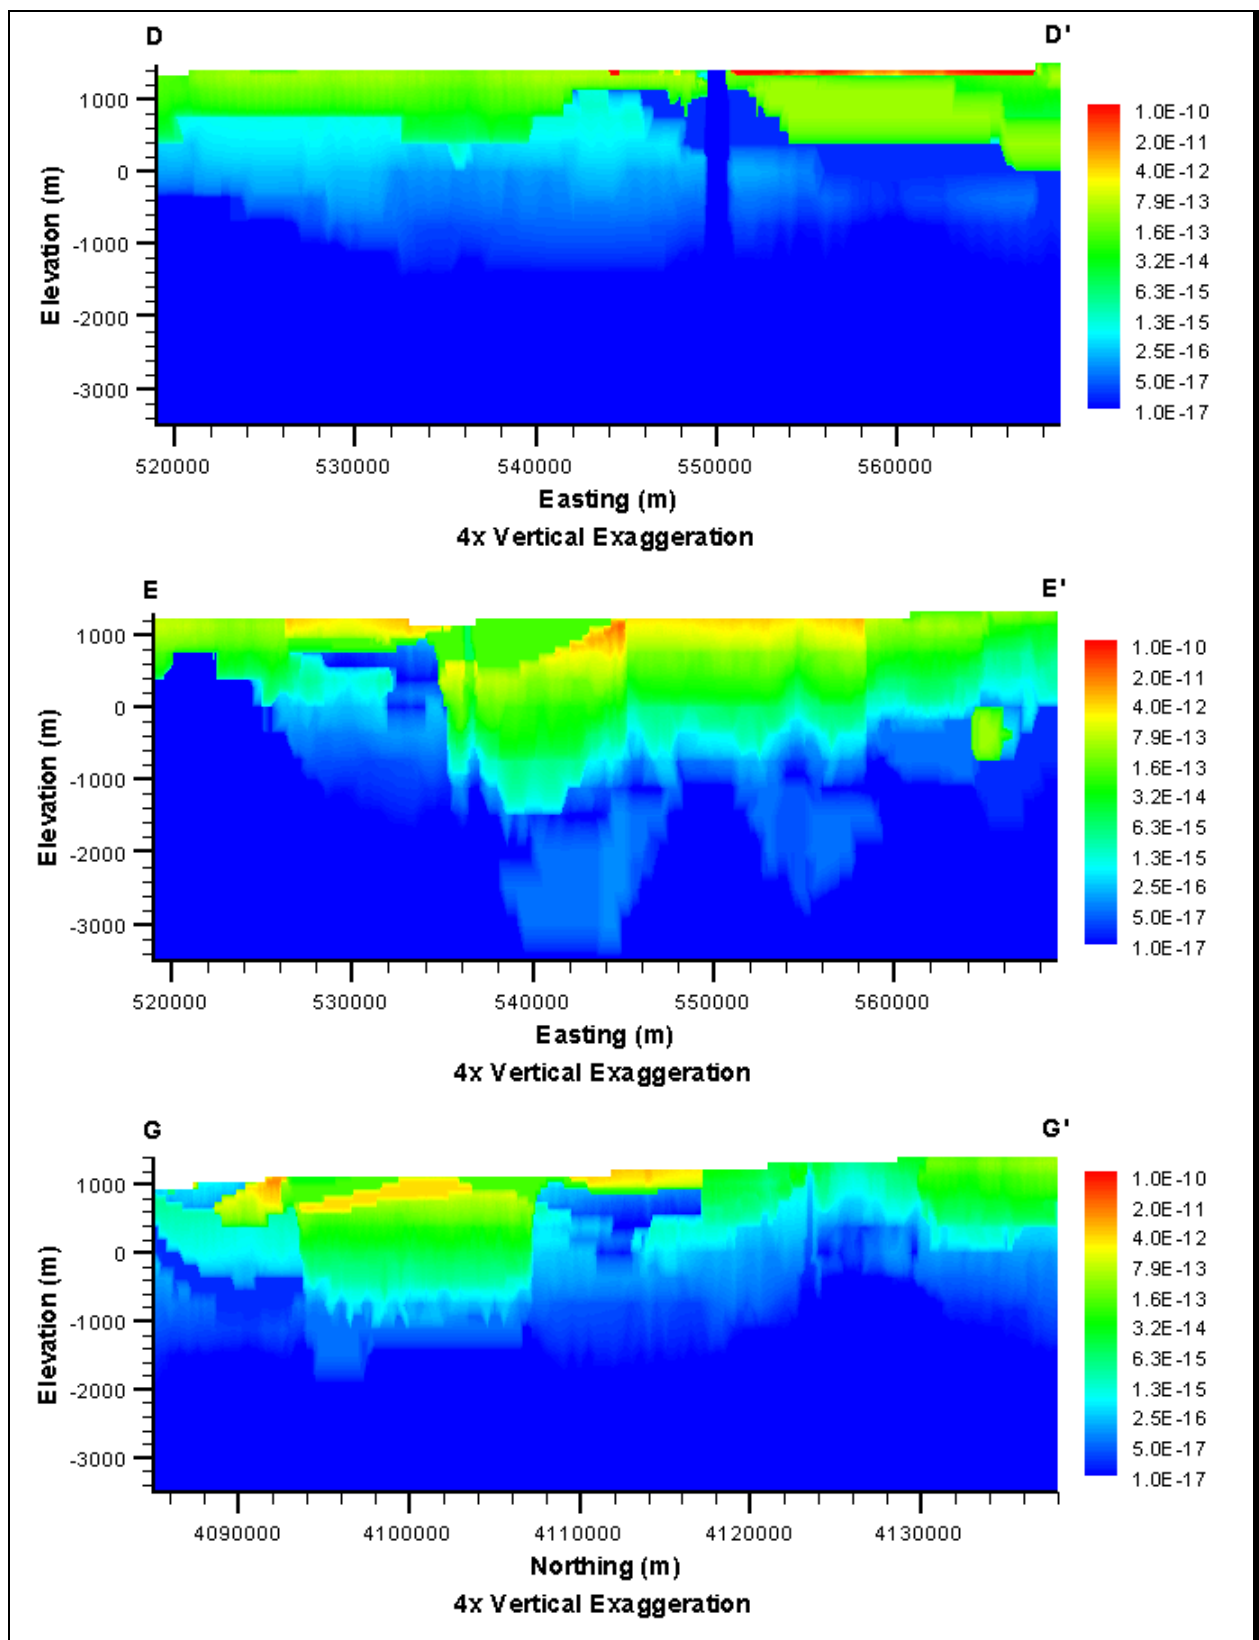 D D'
Elevation (m)
1000
0
-1000
-2000
-3000
520000 530000 540000 550000 560000
Easting (m)
4x Vertical Exaggeration
1.0E-10
2.0E-11
4.0E-12
7.9E-13
1.6E-13
3.2E-14
6.3E-15
1.3E-15
2.5E-16
5.0E-17
1.0E-17
E E'
Elevation (m)
1000
0
-1000
-2000
-3000
520000 530000 540000 550000 560000
Easting (m)
4x Vertical Exaggeration
1.0E-10
2.0E-11
4.0E-12
7.9E-13
1.6E-13
3.2E-14
6.3E-15
1.3E-15
2.5E-16
5.0E-17
1.0E-17
G G'
Elevation (m)
1000
0
-1000
-2000
-3000
4090000 4100000 4110000 4120000 4130000
Northing (m)
4x Vertical Exaggeration
1.0E-10
2.0E-11
4.0E-12
7.9E-13
1.6E-13
3.2E-14
6.3E-15
1.3E-15
2.5E-16
5.0E-17
1.0E-17